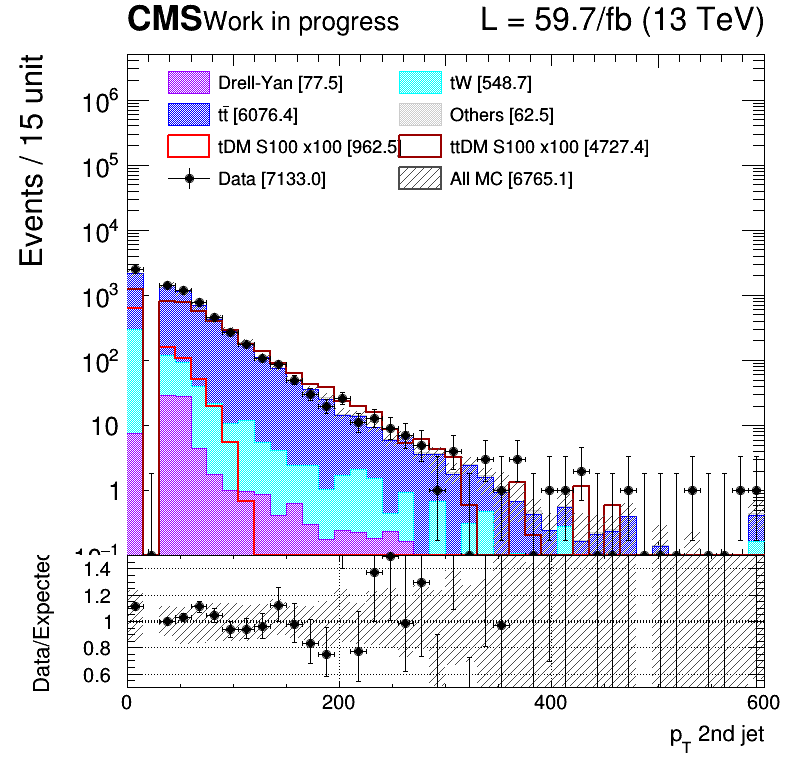 CMS Work in progress L = 59.7/fb (13 TeV)
Events / 15 unit
Drell-Yan [77.5] tW [548.7]
tt̄ [6076.4] Others [62.5]
tDM S100 x100 [962.5] ttDM S100 x100 [4727.4]
Data [7133.0] All MC [6765.1]
10⁶
10⁵
10⁴
10³
10²
10
1
10⁻¹
Data/Expected
1.4
1.2
1
0.8
0.6
0 200 400 600
p_T 2nd jet